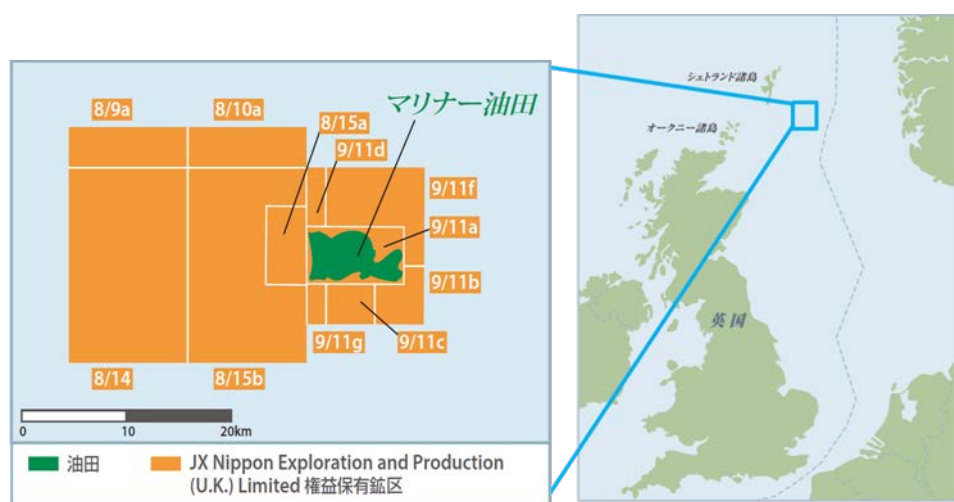 8/9a
8/10a
マリナー油田
8/15a
9/11d
9/11f
9/11a
9/11b
9/11g
9/11c
8/14
8/15b
0 10 20km
油田
JX Nippon Exploration and Production
(U.K.) Limited 権益保有鉱区
シェトランド諸島
オークニー諸島
英国